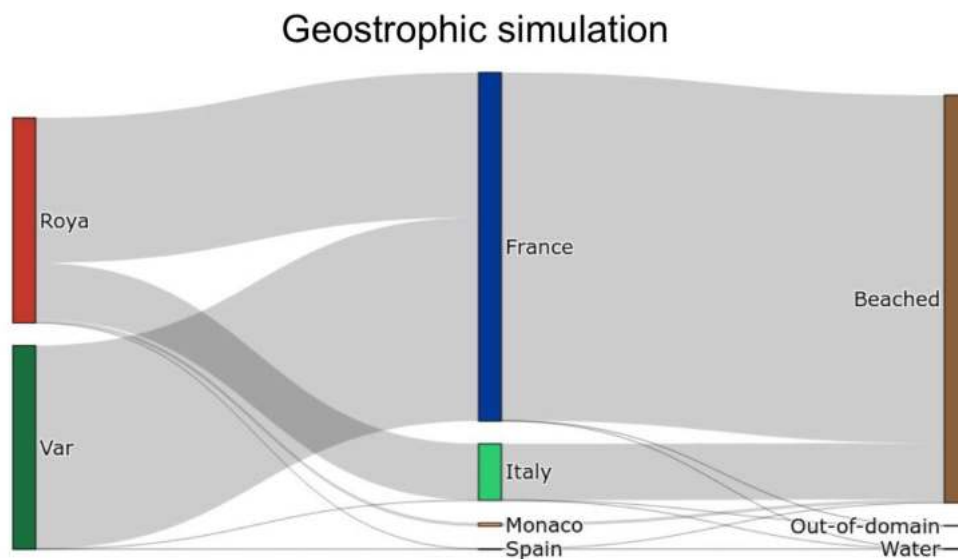 Geostrophic simulation
Roya
France
Beached
Var
Italy
Monaco
Out-of-domain
Spain
Water